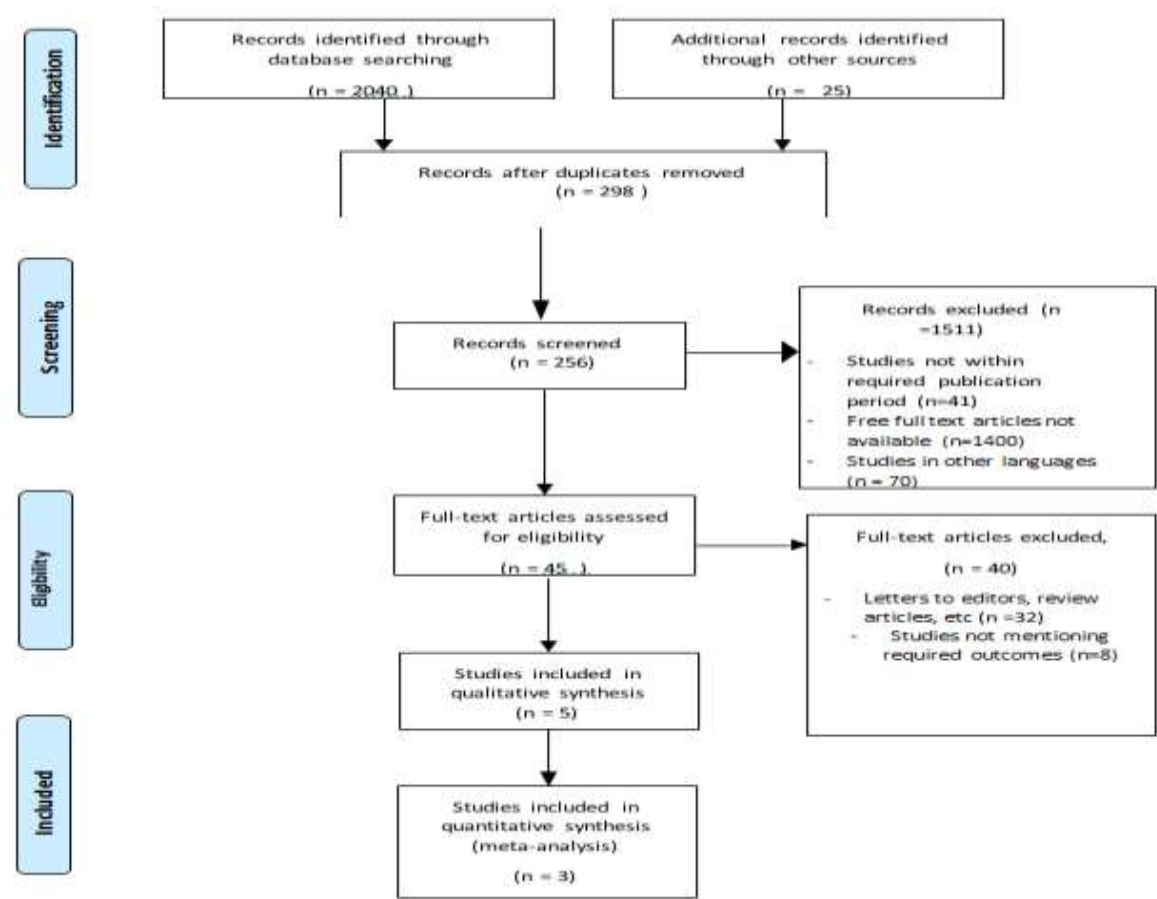 Identification
Records identified through
database searching
(n = 2040 )
Additional records identified
through other sources
(n = 25)
Records after duplicates removed
(n = 298 )
Screening
Records screened
(n = 256)
Records excluded (n
=1511)
- Studies not within
required publication
period (n=41)
- Free full text articles not
available (n=1400)
- Studies in other languages
(n = 70)
Eligibility
Full-text articles assessed
for eligibility
(n = 45 )
Full-text articles excluded,
(n = 40)
- Letters to editors, review
articles, etc (n =32)
- Studies not mentioning
required outcomes (n=8)
Studies included in
qualitative synthesis
(n = 5)
Included
Studies included in
quantitative synthesis
(meta-analysis)
(n = 3)